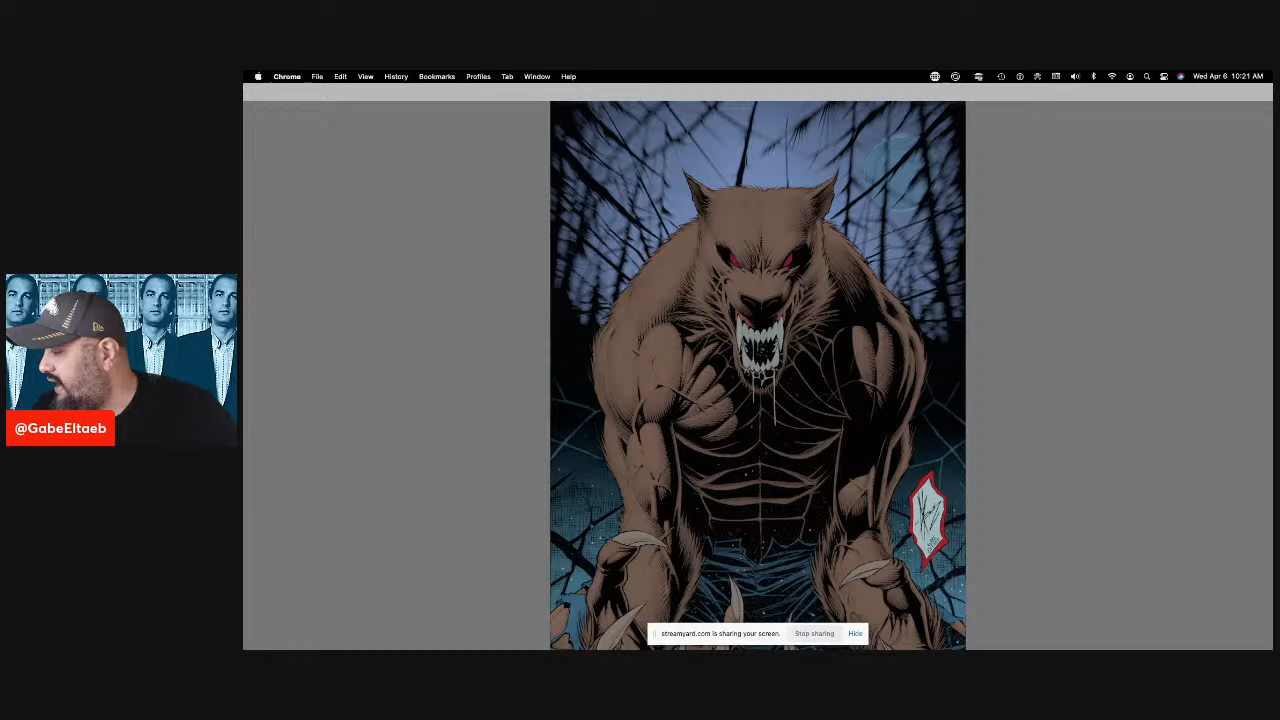 Chrome File Edit View History Bookmarks Profiles Tab Window Help Wed Apr 6 10:21 AM
@GabeEltaeb
streamyard.com is sharing your screen. Stop sharing Hide